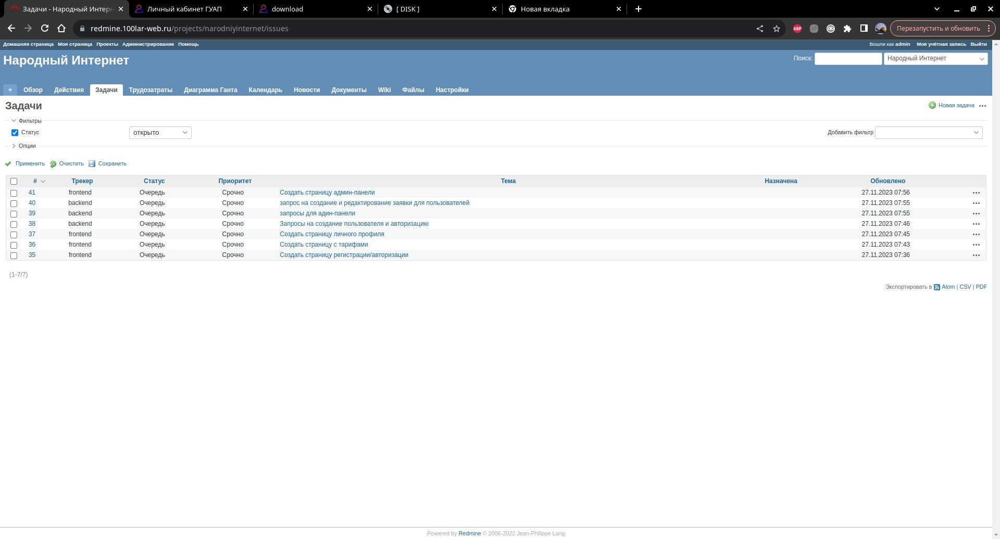 Задачи - Народный Интерн
Личный кабинет ГУАП
download
[ DISK ]
Новая вкладка
redmine.100lar-web.ru/projects/narodniyinternet/issues
ABP
Перезапустить и обновить
Домашняя страница Моя страница Проекты Администрирование Помощь
Вошли как admin Моя учётная запись Выйти
Народный Интернет
Поиск: Народный Интернет
+ Обзор Действия Задачи Трудозатраты Диаграмма Ганта Календарь Новости Документы Wiki Файлы Настройки
Задачи
Новая задача
Фильтры
Статус открыто Добавить фильтр
Опции
Применить Очистить Сохранить
# Трекер Статус Приоритет Тема Назначена Обновлено
41 frontend Очередь Срочно Создать страницу админ-панели 27.11.2023 07:56
40 backend Очередь Срочно запрос на создание и редактирование заявки для пользователей 27.11.2023 07:55
39 backend Очередь Срочно запросы для адин-панели 27.11.2023 07:55
38 backend Очередь Срочно Запросы на создание пользователя и авторизацию 27.11.2023 07:46
37 frontend Очередь Срочно Создать страницу личного профиля 27.11.2023 07:45
36 frontend Очередь Срочно Создать страницу с тарифами 27.11.2023 07:43
35 frontend Очередь Срочно Создать страницу регистрации/авторизации 27.11.2023 07:36
(1-7/7)
Экспортировать в Atom | CSV | PDF
Powered by Redmine © 2006-2022 Jean-Philippe Lang